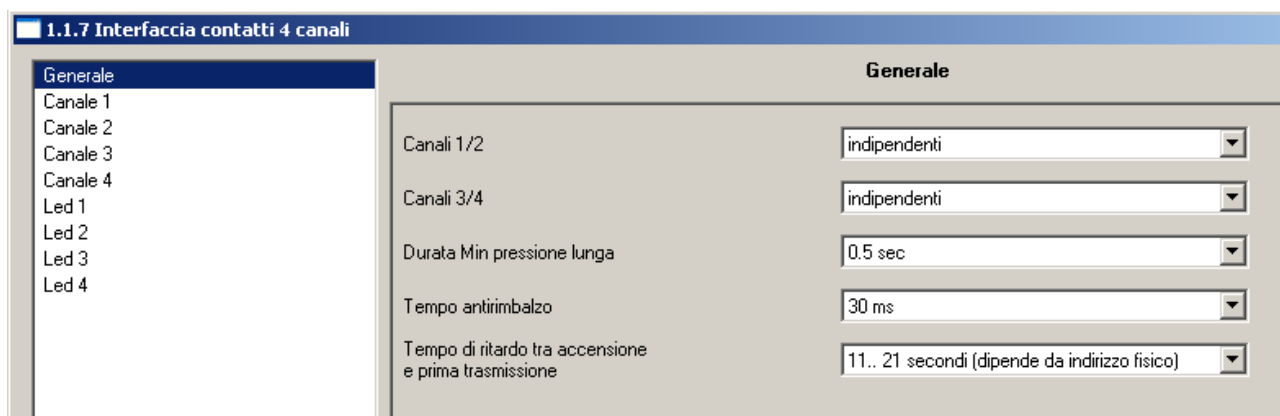 1.1.7 Interfaccia contatti 4 canali
Generale
Canale 1
Canale 2
Canale 3
Canale 4
Led 1
Led 2
Led 3
Led 4
Generale
Canali 1/2
indipendenti
Canali 3/4
indipendenti
Durata Min pressione lunga
0.5 sec
Tempo antirimbalzo
30 ms
Tempo di ritardo tra accensione
e prima trasmissione
11.. 21 secondi (dipende da indirizzo fisico)